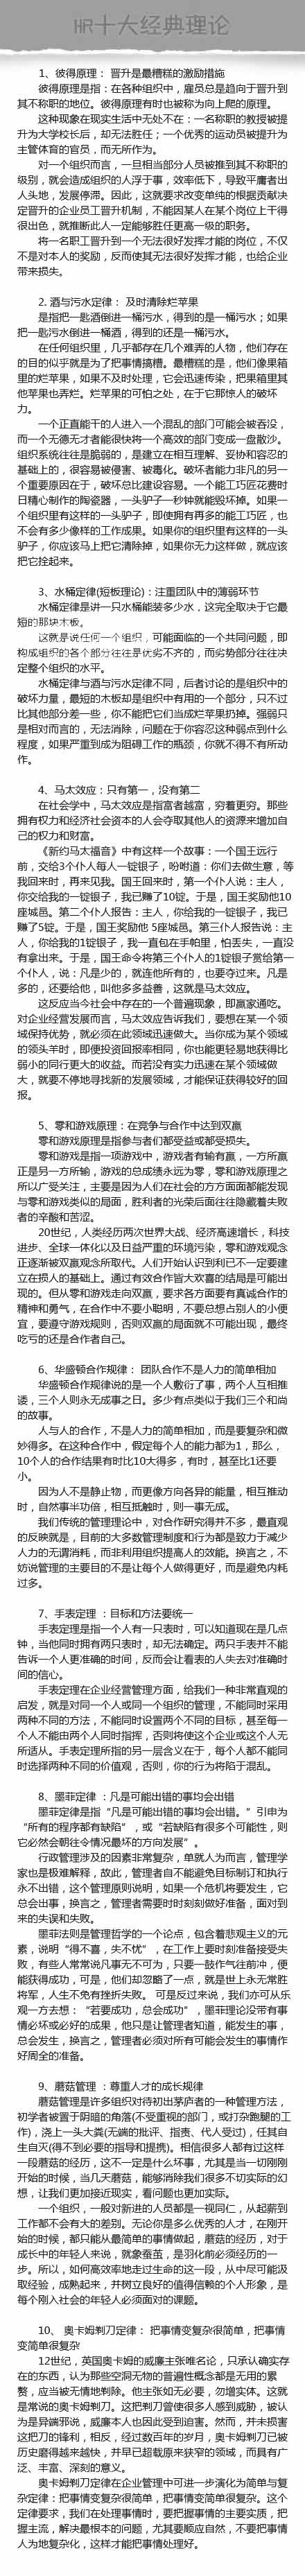 HR十大经典理论
1、彼得原理： 晋升是最糟糕的激励措施
彼得原理是指：在各种组织中，雇员总是趋向于晋升到
其不称职的地位。彼得原理有时也被称为向上爬的原理。
这种现象在现实生活中无处不在：一名称职的教授被提
升为大学校长后，却无法胜任；一个优秀的运动员被提升为
主管体育的官员，而无所作为。
对一个组织而言，一旦相当部分人员被推到其不称职的
级别，就会造成组织的人浮于事，效率低下，导致平庸者出
人头地，发展停滞。因此，这就要求改变单纯的根据贡献决
定晋升的企业员工晋升机制，不能因某人在某个岗位上干得
很出色，就推断此人一定能够胜任更高一级的职务。
将一名职工晋升到一个无法很好发挥才能的岗位，不仅
不是对本人的奖励，反而使其无法很好发挥才能，也给企业
带来损失。
2. 酒与污水定律： 及时清除烂苹果
是指把一匙酒倒进一桶污水，得到的是一桶污水；如果
把一匙污水倒进一桶酒，得到的还是一桶污水。
在任何组织里，几乎都存在几个难弄的人物，他们存在
的目的似乎就是为了把事情搞糟。最糟糕的是，他们像果箱
里的烂苹果，如果不及时处理，它会迅速传染，把果箱里其
他苹果也弄烂。烂苹果的可怕之处，在于它那惊人的破坏
力。
一个正直能干的人进入一个混乱的部门可能会被吞没，
而一个无德无才者能很快将一个高效的部门变成一盘散沙。
组织系统往往是脆弱的，是建立在相互理解、妥协和容忍的
基础上的，很容易被侵害、被毒化。破坏者能力非凡的另一
个重要原因在于，破坏总比建设容易。一个能工巧匠花费时
日精心制作的陶瓷器，一头驴子一秒钟就能毁坏掉。如果一
个组织里有这样的一头驴子，即使拥有再多的能工巧匠，也
不会有多少像样的工作成果。如果你的组织里有这样的一头
驴子，你应该马上把它清除掉，如果你无力这样做，就应该
把它拴起来。
3、水桶定律(短板理论)：注重团队中的薄弱环节
水桶定律是讲一只水桶能装多少水，这完全取决于它最
短的那块木板。
这就是说任何一个组织，可能面临的一个共同问题，即
构成组织的各个部分往往是优劣不齐的，而劣势部分往往决
定整个组织的水平。
水桶定律与酒与污水定律不同，后者讨论的是组织中的
破坏力量，最短的木板却是组织中有用的一个部分，只不过
比其他部分差一些，你不能把它们当成烂苹果扔掉。强弱只
是相对而言的，无法消除，问题在于你容忍这种弱点到什么
程度，如果严重到成为阻碍工作的瓶颈，你就不得不有所动
作。
4、马太效应：只有第一，没有第二
在社会学中，马太效应是指富者越富，穷着更穷。那些
拥有权力和经济社会资本的人会夺取其他人的资源来增加自
己的权力和财富。
《新约马太福音》中有这样一个故事：一个国王远行
前，交给3个仆人每人一锭银子，吩咐道：你们去做生意，等
我回来时，再来见我。国王回来时，第一个仆人说：主人，
你交给我的一锭银子，我已赚了10锭。于是，国王奖励他10
座城邑。第二个仆人报告：主人，你给我的一锭银子，我已
赚了5锭。于是，国王奖励他 5座城邑。第三仆人报告说：主
人，你给我的1锭银子，我一直包在手帕里，怕丢失，一直没
有拿出来。于是，国王命令将第三个仆人的1锭银子赏给第一
个仆人，说：凡是少的，就连他所有的，也要夺过来。凡是
多的，还要给他，叫他多多益善，这就是马太效应。
这反应当今社会中存在的一个普遍现象，即赢家通吃。
对企业经营发展而言，马太效应告诉我们，要想在某一个领
域保持优势，就必须在此领域迅速做大。当你成为某个领域
的领头羊时，即便投资回报率相同，你也能更轻易地获得比
弱小的同行更大的收益。而若没有实力迅速在某个领域做
大，就要不停地寻找新的发展领域，才能保证获得较好的回
报。
5、零和游戏原理：在竞争与合作中达到双赢
零和游戏原理是指参与者们都受益或都受损失。
零和游戏是指一项游戏中，游戏者有输有赢，一方所赢
正是另一方所输，游戏的总成绩永远为零，零和游戏原理之
所以广受关注，主要是因为人们在社会的方方面面都能发现
与零和游戏类似的局面，胜利者的光荣后面往往隐藏着失败
者的辛酸和苦涩。
20世纪，人类经历两次世界大战、经济高速增长，科技
进步、全球一体化以及日益严重的环境污染，零和游戏观念
正逐渐被双赢观念所取代。人们开始认识到利已不一定要建
立在损人的基础上。通过有效合作皆大欢喜的结局是可能出
现的。但从零和游戏走向双赢，要求各方面要有真诚合作的
精神和勇气，在合作中不要小聪明，不要总想占别人的小便
宜，要遵守游戏规则，否则双赢的局面就不可能出现，最终
吃亏的还是合作者自己。
6、华盛顿合作规律： 团队合作不是人力的简单相加
华盛顿合作规律说的是一个人敷衍了事，两个人互相推
诿，三个人则永无成事之日。多少有点类似于我们三个和尚
的故事。
人与人的合作，不是人力的简单相加，而是要复杂和微
妙得多。在这种合作中，假定每个人的能力都为1，那么，
10个人的合作结果有时比10大得多，有时，甚至比1还要
小。
因为人不是静止物，而更像方向各异的能量，相互推动
时，自然事半功倍，相互抵触时，则一事无成。
我们传统的管理理论中，对合作研究得并不多，最直观
的反映就是，目前的大多数管理制度和行为都是致力于减少
人力的无谓消耗，而非利用组织提高人的效能。换言之，不
妨说管理的主要目的不是让每个人做得更好，而是避免内耗
过多。
7、手表定理 ：目标和方法要统一
手表定理是指一个人有一只表时，可以知道现在是几点
钟，当他同时拥有两只表时，却无法确定。两只手表并不能
告诉一个人更准确的时间，反而会让看表的人失去对准确时
间的信心。
手表定理在企业经营管理方面，给我们一种非常直观的
启发，就是对同一个人或同一个组织的管理，不能同时采用
两种不同的方法，不能同时设置两个不同的目标，甚至每一
个人不能由两个人同时指挥，否则将使这个企业或这个人无
所适从。手表定理所指的另一层含义在于，每个人都不能同
时选择两种不同的价值观，否则，你的行为将陷于混乱。
8、墨菲定律 ：凡是可能出错的事均会出错
墨菲定律是指“凡是可能出错的事均会出错。”引申为
“所有的程序都有缺陷”，或“若缺陷有很多个可能性，则
它必然会朝往令情况最坏的方向发展”。
行政管理涉及的因素非常复杂，单就人为而言，管理学
家也是极难解释，故此，管理者自不能避免目标制订和执行
永不出错，这个管理原则说明，如果一个危机将要发生，它
总会出事，换言之，管理者需要时时刻刻做好准备，面对到
来的失误和失败。
墨菲法则是管理哲学的一个论点，包含着悲观主义的元
素，说明“得不喜，失不忧”，在工作上要时刻准备接受失
败，有些人常常说凡事无不可为，只要一鼓作气往前冲，便
能获得成功，可是，他们却忽略了一点，就是世上永无常胜
将军，人生不免有挫折失败。可是反过来说，我们亦可从乐
观一方去想：“若要成功，总会成功”，墨菲理论没带有事
情必坏或必好的成果，他只是让管理者知道，能发生的事，
总会发生，换言之，管理者必须对所有可能会发生的事情作
好周全的准备。
9、蘑菇管理 ：尊重人才的成长规律
蘑菇管理是许多组织对待初出茅庐者的一种管理方法，
初学者被置于阴暗的角落(不受重视的部门，或打杂跑腿的工
作)，浇上一头大粪(无端的批评、指责、代人受过)，任其自
生自灭(得不到必要的指导和提携)。相信很多人都有过这样
一段蘑菇的经历，这不一定是什么坏事，尤其是当一切刚刚
开始的时候，当几天蘑菇，能够消除我们很多不切实际的幻
想，让我们更加接近现实，看问题也更加实际。
一个组织，一般对新进的人员都是一视同仁，从起薪到
工作都不会有大的差别。无论你是多么优秀的人才，在刚开
始的时候，都只能从最简单的事情做起，蘑菇的经历，对于
成长中的年轻人来说，就象蚕茧，是羽化前必须经历的一
步。所以，如何高效率地走过生命的这一段，从中尽可能汲
取经验，成熟起来，并树立良好的值得信赖的个人形象，是
每个刚入社会的年轻人必须面对的课题。
10、 奥卡姆剃刀定律： 把事情变复杂很简单，把事情
变简单很复杂
12世纪，英国奥卡姆的威廉主张唯名论，只承认确实存
在的东西，认为那些空洞无物的普遍性概念都是无用的累
赘，应当被无情地剃除。他主张如无必要，勿增实体。这就
是常说的奥卡姆剃刀。这把剃刀曾使很多人感到威胁，被认
为是异端邪说，威廉本人也因此受到迫害。然而，并未损害
这把刀的锋利，相反，经过数百年的岁月，奥卡姆剃刀已被
历史磨得越来越快，并早已超载原来狭窄的领域，而具有广
泛、丰富、深刻的意义。
奥卡姆剃刀定律在企业管理中可进一步演化为简单与复
杂定律：把事情变复杂很简单，把事情变简单很复杂。这个
定律要求，我们在处理事情时，要把握事情的主要实质，把
握主流，解决最根本的问题，尤其要顺应自然，不要把事情
人为地复杂化，这样才能把事情处理好。